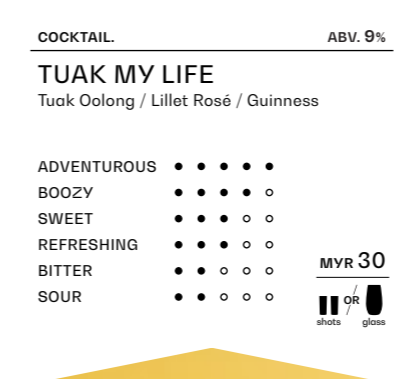 COCKTAIL. ABV. 9%
TUAK MY LIFE
Tuak Oolong / Lillet Rosé / Guinness
ADVENTUROUS
BOOZY
SWEET
REFRESHING
BITTER
SOUR
MYR 30
OR
shots glass